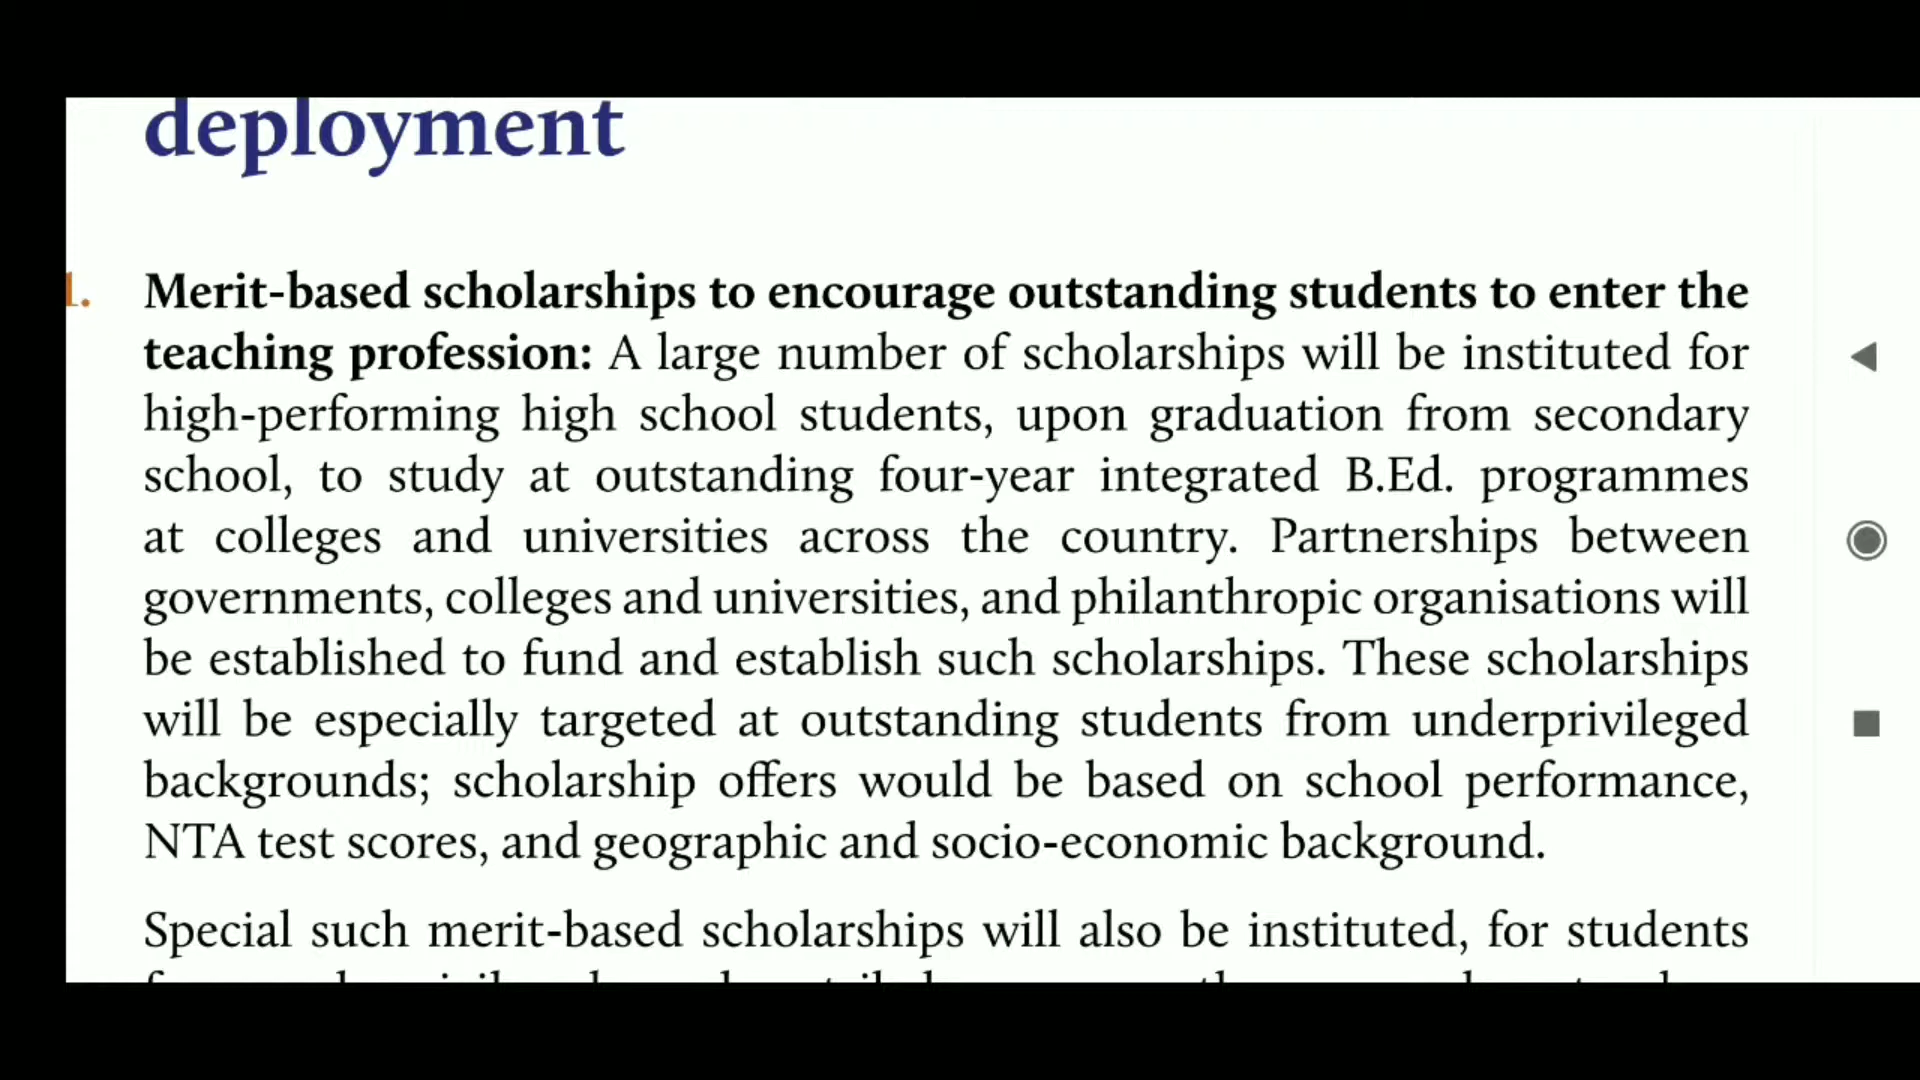 deployment
1. Merit-based scholarships to encourage outstanding students to enter the
teaching profession: A large number of scholarships will be instituted for
high-performing high school students, upon graduation from secondary
school, to study at outstanding four-year integrated B.Ed. programmes
at colleges and universities across the country. Partnerships between
governments, colleges and universities, and philanthropic organisations will
be established to fund and establish such scholarships. These scholarships
will be especially targeted at outstanding students from underprivileged
backgrounds; scholarship offers would be based on school performance,
NTA test scores, and geographic and socio-economic background.
Special such merit-based scholarships will also be instituted, for students